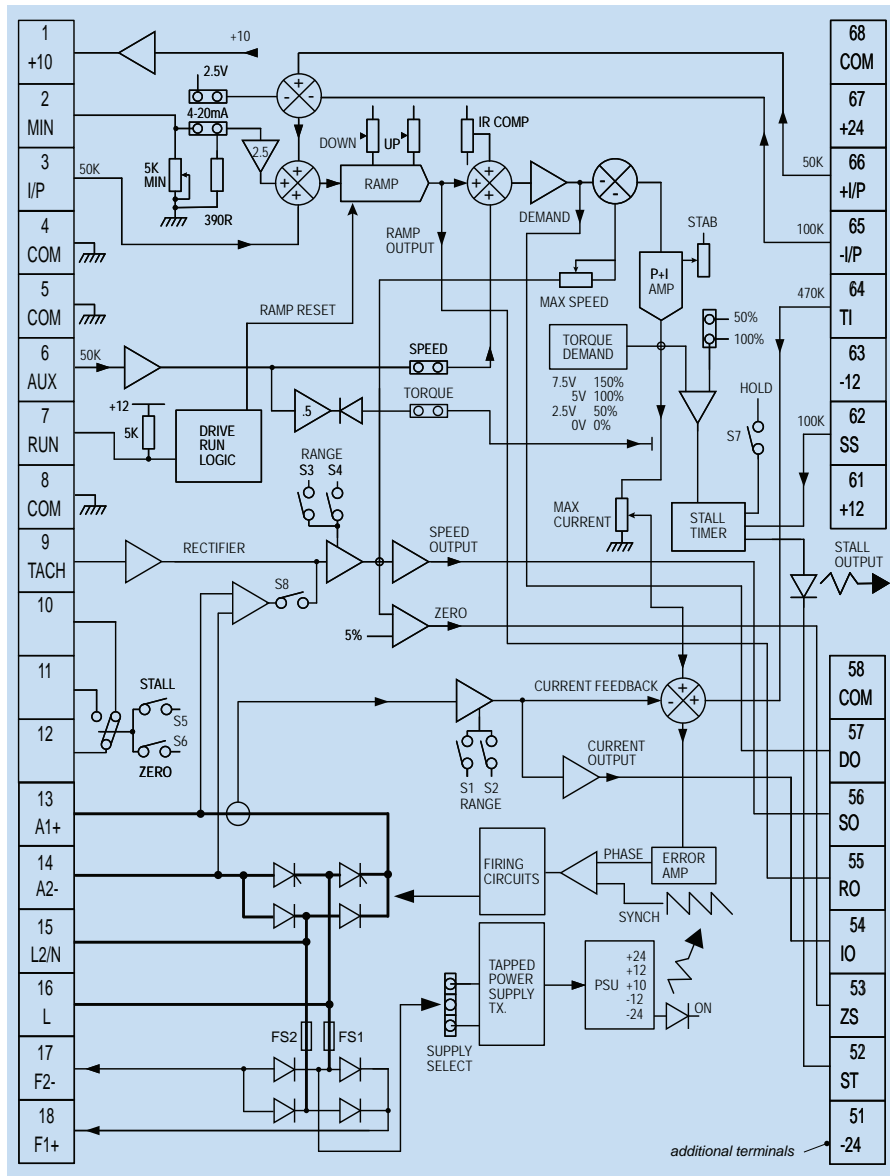 1
+10
2
MIN
3
I/P
4
COM
5
COM
6
AUX
7
RUN
8
COM
9
TACH
10
11
12
13
A1+
14
A2-
15
L2/N
16
L
17
F2-
18
F1+
+10
2.5V
4-20mA
2.5
5K
MIN
390R
50K
DOWN
UP
RAMP
IR COMP
RAMP
OUTPUT
DEMAND
MAX SPEED
STAB
P+I
AMP
RAMP RESET
50K
SPEED
TORQUE
.5
+12
5K
DRIVE
RUN
LOGIC
TORQUE
DEMAND
7.5V 150%
5V 100%
2.5V 50%
0V 0%
50%
100%
HOLD
S7
RANGE
S3 S4
MAX
CURRENT
STALL
TIMER
RECTIFIER
SPEED
OUTPUT
STALL
OUTPUT
S8
ZERO
5%
STALL
S5
S6
ZERO
CURRENT FEEDBACK
CURRENT
OUTPUT
S1 S2
RANGE
FIRING
CIRCUITS
PHASE
ERROR
AMP
SYNCH
TAPPED
POWER
SUPPLY
TX.
PSU
+24
+12
+10
-12
-24
ON
FS2
FS1
SUPPLY
SELECT
additional terminals
50K
100K
470K
100K
68
COM
67
+24
66
+I/P
65
-I/P
64
TI
63
-12
62
SS
61
+12
58
COM
57
DO
56
SO
55
RO
54
IO
53
ZS
52
ST
51
-24